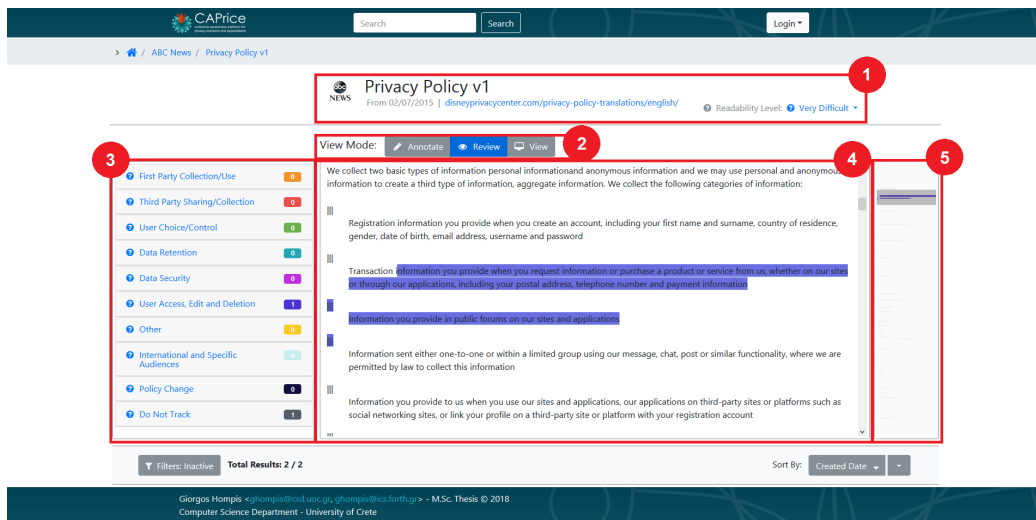 CAPrice
collective awareness platform for
privacy concerns and expectations
Search
Search
Login
> / ABC News / Privacy Policy v1
1
abc
NEWS
Privacy Policy v1
From 02/07/2015 | disneyprivacycenter.com/privacy-policy-translations/english/
Readability Level: Very Difficult
View Mode: Annotate Review View
2
3
4
5
First Party Collection/Use 0
Third Party Sharing/Collection 0
User Choice/Control 0
Data Retention 0
Data Security 0
User Access, Edit and Deletion 1
Other 0
International and Specific
Audiences
0
Policy Change 0
Do Not Track 1
We collect two basic types of information personal informationand anonymous information and we may use personal and anonymous
information to create a third type of information, aggregate information. We collect the following categories of information:
Registration information you provide when you create an account, including your first name and surname, country of residence,
gender, date of birth, email address, username and password
Transaction information you provide when you request information or purchase a product or service from us, whether on our sites
or through our applications, including your postal address, telephone number and payment information
Information you provide in public forums on our sites and applications
Information sent either one-to-one or within a limited group using our message, chat, post or similar functionality, where we are
permitted by law to collect this information
Information you provide to us when you use our sites and applications, our applications on third-party sites or platforms such as
social networking sites, or link your profile on a third-party site or platform with your registration account
Filters: Inactive Total Results: 2 / 2
Sort By: Created Date
Giorgos Hompis <ghompis@csd.uoc.gr, ghompis@ics.forth.gr> - M.Sc. Thesis © 2018
Computer Science Department - University of Crete